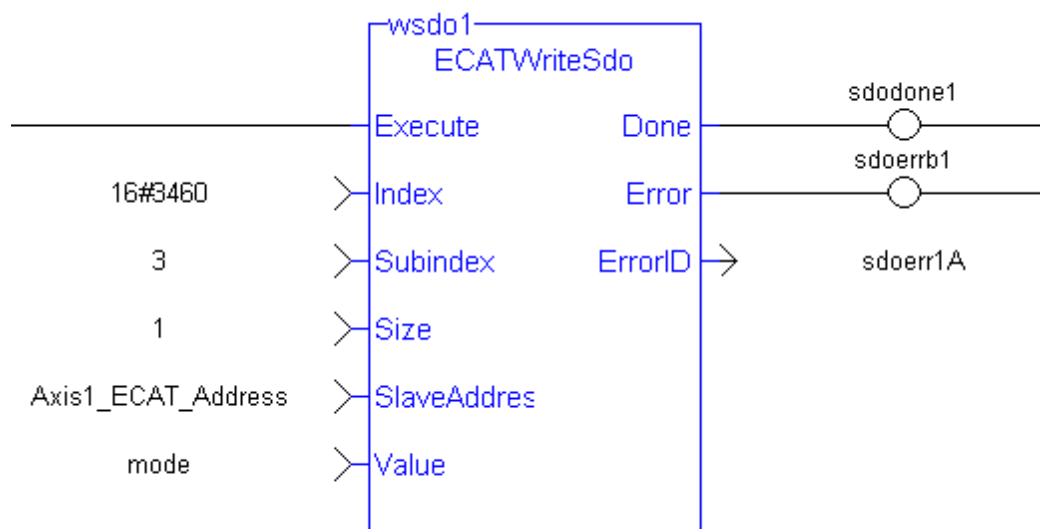 wsdo1
ECATWriteSdo
sdodone1
Execute Done
sdoerrb1
16#3460 Index Error
3 Subindex ErrorID sdoerr1A
1 Size
Axis1_ECAT_Address SlaveAddres
mode Value